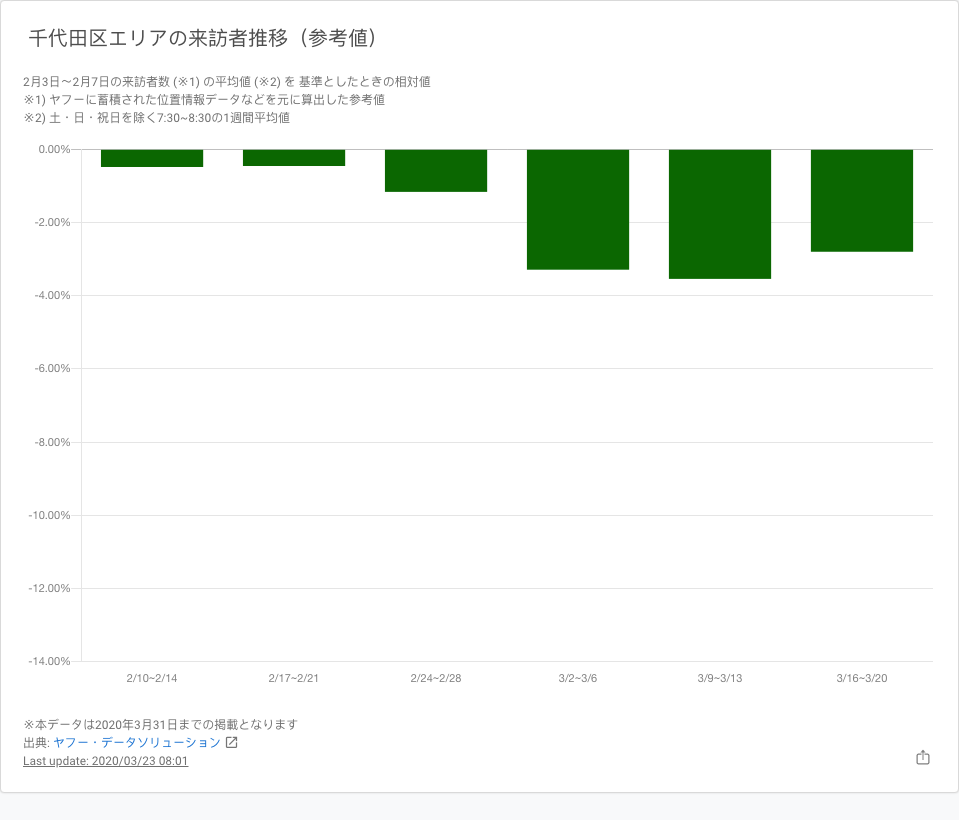 千代田区エリアの来訪者推移（参考値）
2月3日～2月7日の来訪者数 (※1) の平均値 (※2) を 基準としたときの相対値
※1) ヤフーに蓄積された位置情報データなどを元に算出した参考値
※2) 土・日・祝日を除く7:30~8:30の1週間平均値
0.00%
-2.00%
-4.00%
-6.00%
-8.00%
-10.00%
-12.00%
-14.00%
2/10~2/14
2/17~2/21
2/24~2/28
3/2~3/6
3/9~3/13
3/16~3/20
※本データは2020年3月31日までの掲載となります
出典: ヤフー・データソリューション
Last update: 2020/03/23 08:01